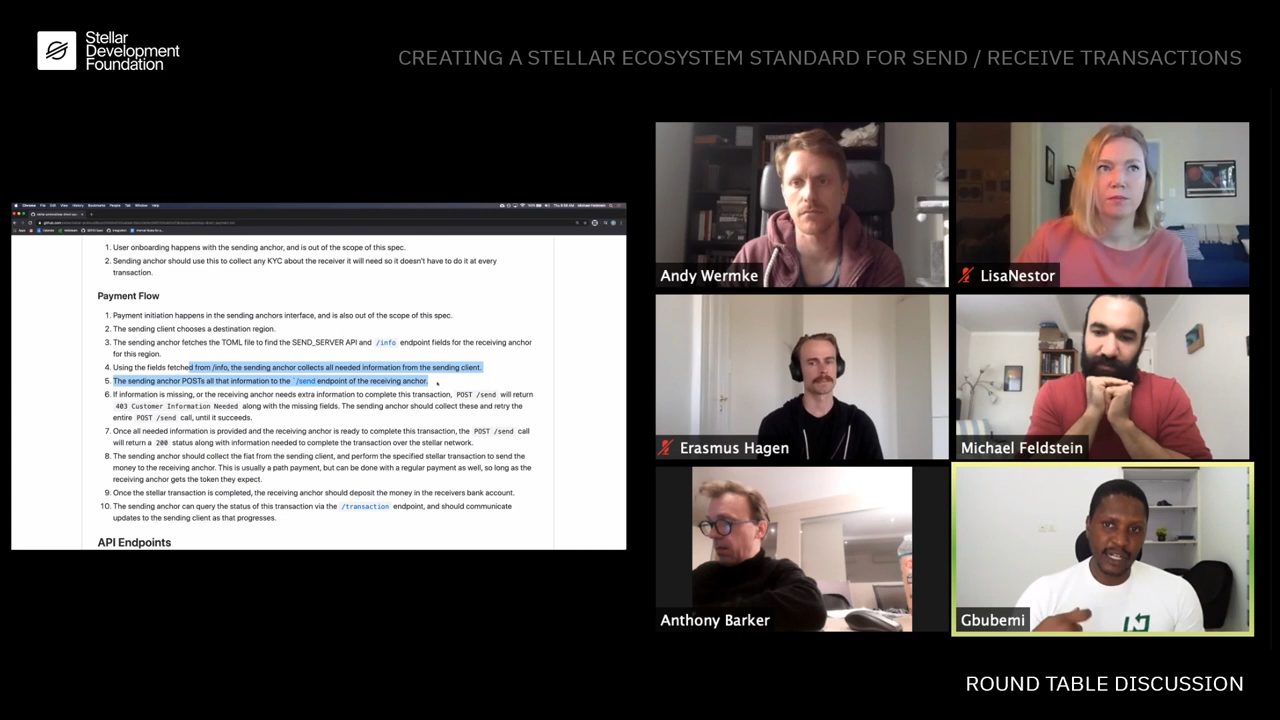 Stellar
Development
Foundation
CREATING A STELLAR ECOSYSTEM STANDARD FOR SEND / RECEIVE TRANSACTIONS
Chrome File Edit View History Bookmarks People Tab Window Help
1. User onboarding happens with the sending anchor, and is out of the scope of this spec.
2. Sending anchor should use this to collect any KYC about the receiver it will need so it doesn't have to do it at every
transaction.
Payment Flow
1. Payment initiation happens in the sending anchors interface, and is also out of the scope of this spec.
2. The sending client chooses a destination region.
3. The sending anchor fetches the TOML file to find the SEND_SERVER API and /info endpoint fields for the receiving anchor
for this region.
4. Using the fields fetched from /info, the sending anchor collects all needed information from the sending client.
5. The sending anchor POSTs all that information to the `/send endpoint of the receiving anchor.
6. If information is missing, or the receiving anchor needs extra information to complete this transaction, POST /send will return
403 Customer Information Needed along with the missing fields. The sending anchor should collect these and retry the
entire POST /send call, until it succeeds.
7. Once all needed information is provided and the receiving anchor is ready to complete this transaction, the POST /send call
will return a 200 status along with information needed to complete the transaction over the stellar network.
8. The sending anchor should collect the fiat from the sending client, and perform the specified stellar transaction to send the
money to the receiving anchor. This is usually a path payment, but can be done with a regular payment as well, so long as the
receiving anchor gets the token they expect.
9. Once the stellar transaction is completed, the receiving anchor should deposit the money in the receivers bank account.
10. The sending anchor can query the status of this transaction via the /transaction endpoint, and should communicate
updates to the sending client as that progresses.
API Endpoints
Andy Wermke
LisaNestor
Erasmus Hagen
Michael Feldstein
Anthony Barker
Gbubemi
ROUND TABLE DISCUSSION